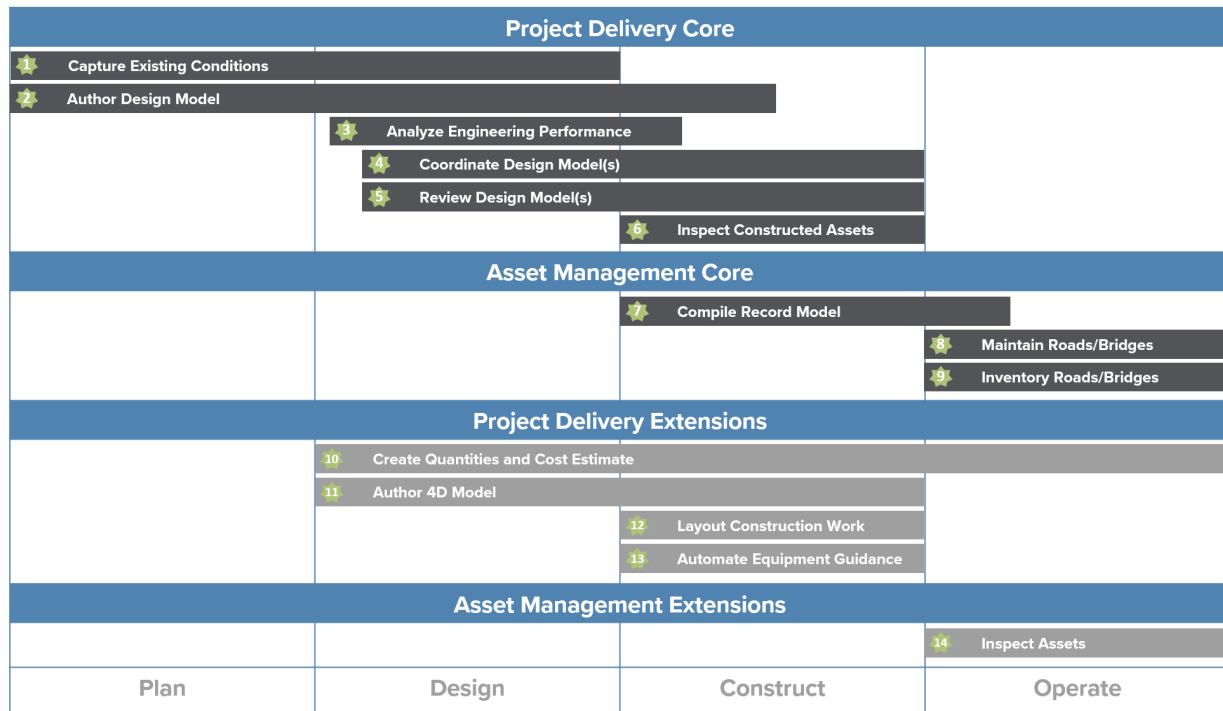 Project Delivery Core
1 Capture Existing Conditions
2 Author Design Model
3 Analyze Engineering Performance
4 Coordinate Design Model(s)
5 Review Design Model(s)
6 Inspect Constructed Assets
Asset Management Core
7 Compile Record Model
8 Maintain Roads/Bridges
9 Inventory Roads/Bridges
Project Delivery Extensions
10 Create Quantities and Cost Estimate
11 Author 4D Model
12 Layout Construction Work
13 Automate Equipment Guidance
Asset Management Extensions
14 Inspect Assets
Plan Design Construct Operate